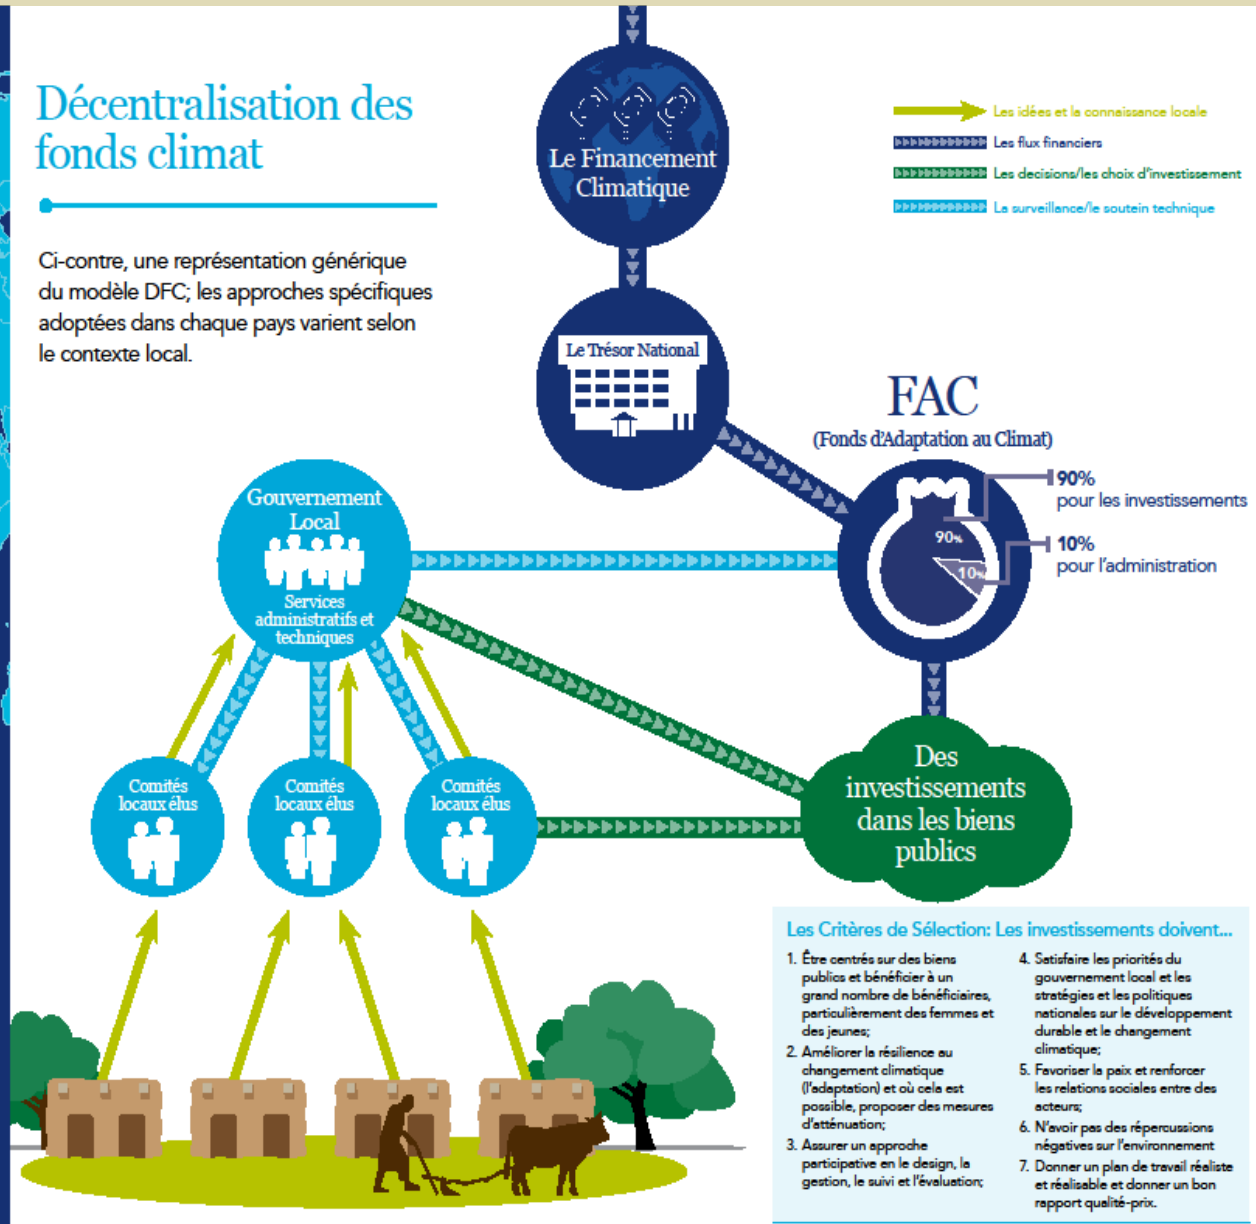 Décentralisation des
fonds climat
Ci-contre, une représentation générique
du modèle DFC; les approches spécifiques
adoptées dans chaque pays varient selon
le contexte local.
Le Financement
Climatique
Les idées et la connaissance locale
Les flux financiers
Les decisions/les choix d'investissement
La surveillance/le soutein technique
Le Trésor National
FAC
(Fonds d'Adaptation au Climat)
90%
pour les investissements
90%
10%
10%
pour l'administration
Gouvernement
Local
Services
administratifs et
techniques
Comités
locaux élus
Comités
locaux élus
Comités
locaux élus
Des
investissements
dans les biens
publics
Les Critères de Sélection: Les investissements doivent...
1. Être centrés sur des biens
publics et bénéficier à un
grand nombre de bénéficiaires,
particulièrement des femmes et
des jeunes;
2. Améliorer la résilience au
changement climatique
(l'adaptation) et où cela est
possible, proposer des mesures
d'atténuation;
3. Assurer un approche
participative en le design, la
gestion, le suivi et l'évaluation;
4. Satisfaire les priorités du
gouvernement local et les
stratégies et les politiques
nationales sur le développement
durable et le changement
climatique;
5. Favoriser la paix et renforcer
les relations sociales entre des
acteurs;
6. N'avoir pas des répercussions
négatives sur l'environnement
7. Donner un plan de travail réaliste
et réalisable et donner un bon
rapport qualité-prix.